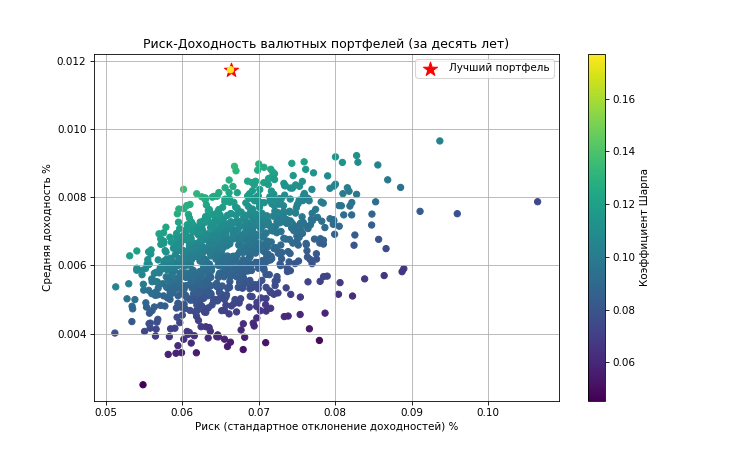 Риск-Доходность валютных портфелей (за десять лет)
Лучший портфель
0.012
0.010
0.008
0.006
0.004
Средняя доходность %
0.05 0.06 0.07 0.08 0.09 0.10
Риск (стандартное отклонение доходностей) %
0.16
0.14
0.12
0.10
0.08
0.06
Коэффициент Шарпа